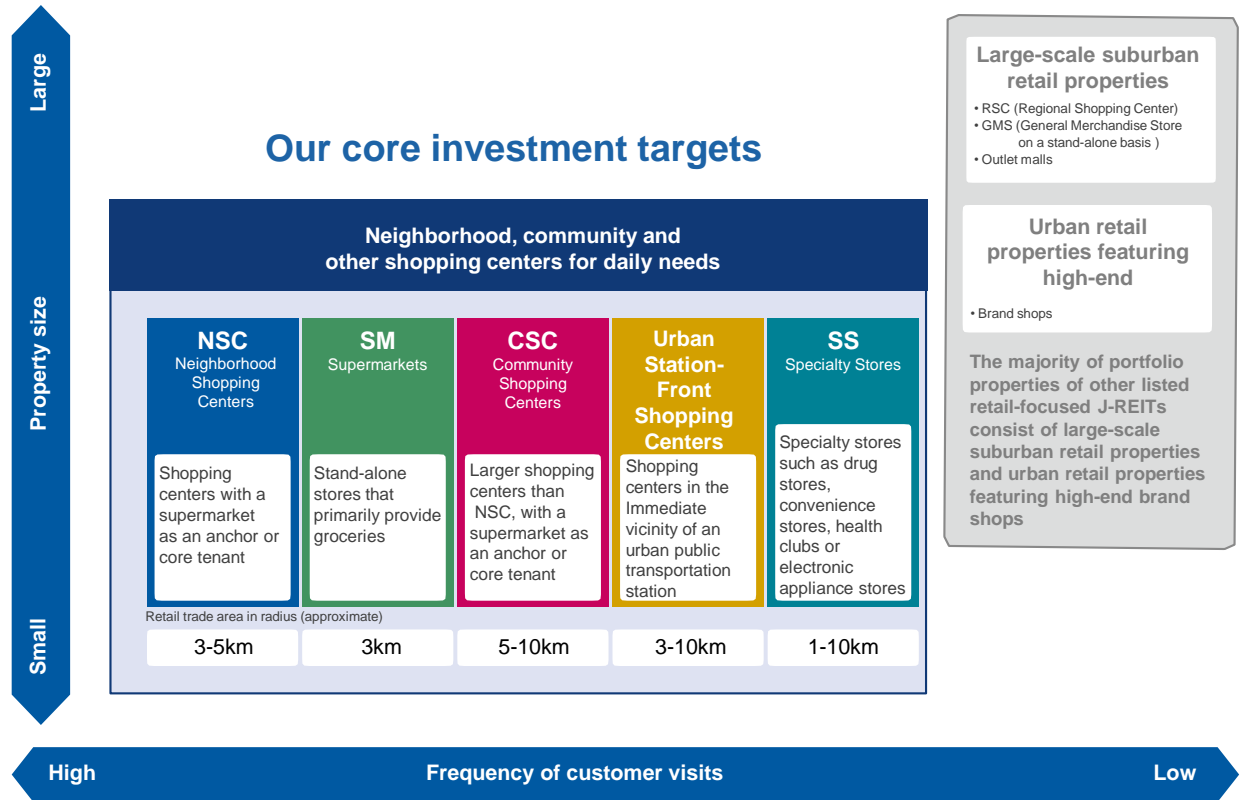 Large
Property size
Small
Our core investment targets
Neighborhood, community and
other shopping centers for daily needs
NSC
Neighborhood
Shopping
Centers
Shopping
centers with a
supermarket
as an anchor or
core tenant
SM
Supermarkets
Stand-alone
stores that
primarily provide
groceries
CSC
Community
Shopping
Centers
Larger shopping
centers than
NSC, with a
supermarket as
an anchor or
core tenant
Urban
Station-
Front
Shopping
Centers
Shopping
centers in the
Immediate
vicinity of an
urban public
transportation
station
SS
Specialty Stores
Specialty stores
such as drug
stores,
convenience
stores, health
clubs or
electronic
appliance stores
Retail trade area in radius (approximate)
3-5km
3km
5-10km
3-10km
1-10km
Large-scale suburban
retail properties
• RSC (Regional Shopping Center)
• GMS (General Merchandise Store
on a stand-alone basis )
• Outlet malls
Urban retail
properties featuring
high-end
• Brand shops
The majority of portfolio
properties of other listed
retail-focused J-REITs
consist of large-scale
suburban retail properties
and urban retail properties
featuring high-end brand
shops
High
Frequency of customer visits
Low